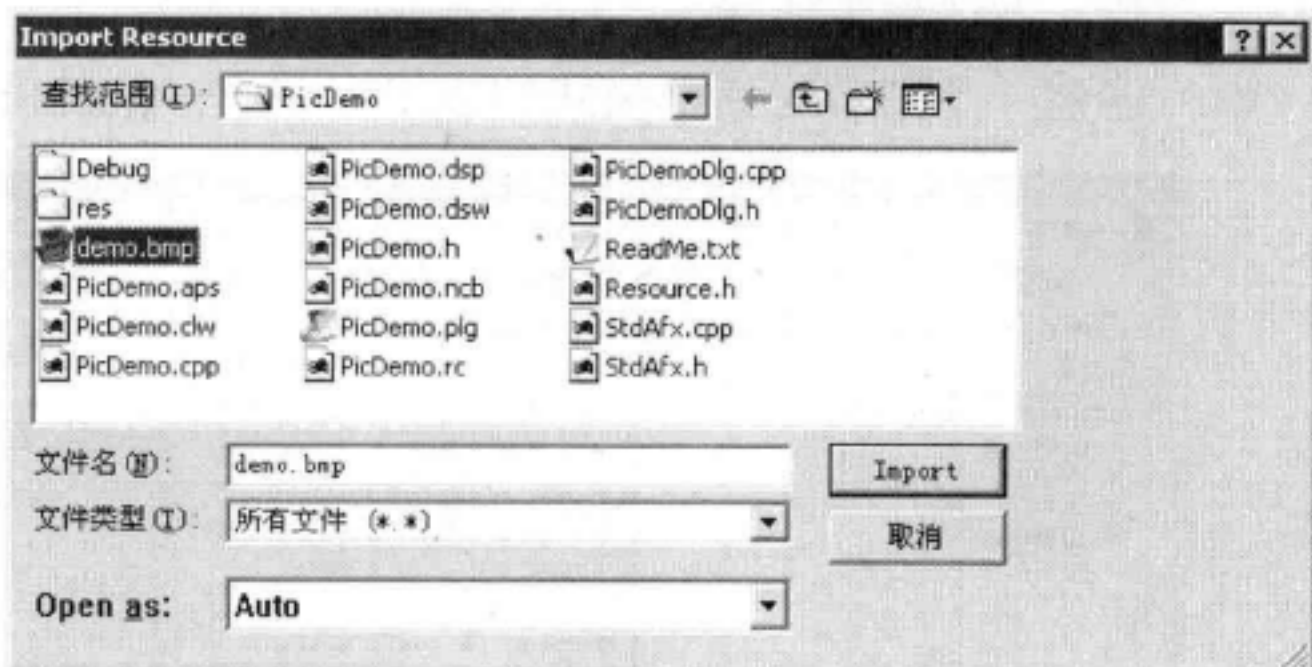 Import Resource
查找范围(I): PicDemo
Debug
res
demo.bmp
PicDemo.aps
PicDemo.clw
PicDemo.cpp
PicDemo.dsp
PicDemo.dsw
PicDemo.h
PicDemo.ncb
PicDemo.plg
PicDemo.rc
PicDemoDlg.cpp
PicDemoDlg.h
ReadMe.txt
Resource.h
StdAfx.cpp
StdAfx.h
文件名(N): demo.bmp Import
文件类型(T): 所有文件 (*.*) 取消
Open as: Auto